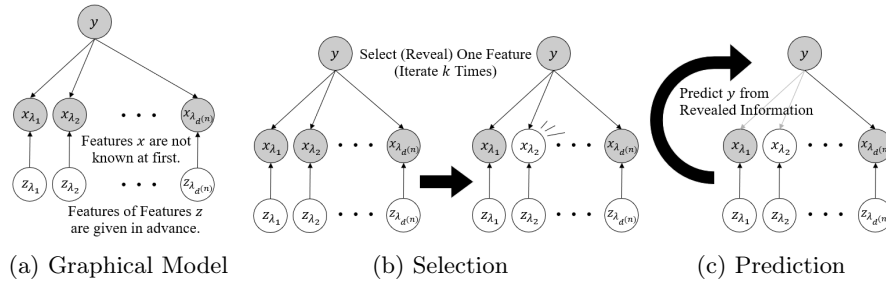 y
x_{λ_1} x_{λ_2} • • • x_{λ_{d(n)}}
Features x are not
known at first.
z_{λ_1} z_{λ_2} • • • z_{λ_{d(n)}}
Features of Features z
are given in advance.
(a) Graphical Model
y Select (Reveal) One Feature y
(Iterate k Times)
x_{λ_1} x_{λ_2} • • • x_{λ_{d(n)}} x_{λ_1} x_{λ_2} • • • x_{λ_{d(n)}}
z_{λ_1} z_{λ_2} • • • z_{λ_{d(n)}} z_{λ_1} z_{λ_2} • • • z_{λ_{d(n)}}
(b) Selection
y
Predict y from
Revealed Information
x_{λ_1} x_{λ_2} • • • x_{λ_{d(n)}}
z_{λ_1} z_{λ_2} • • • z_{λ_{d(n)}}
(c) Prediction